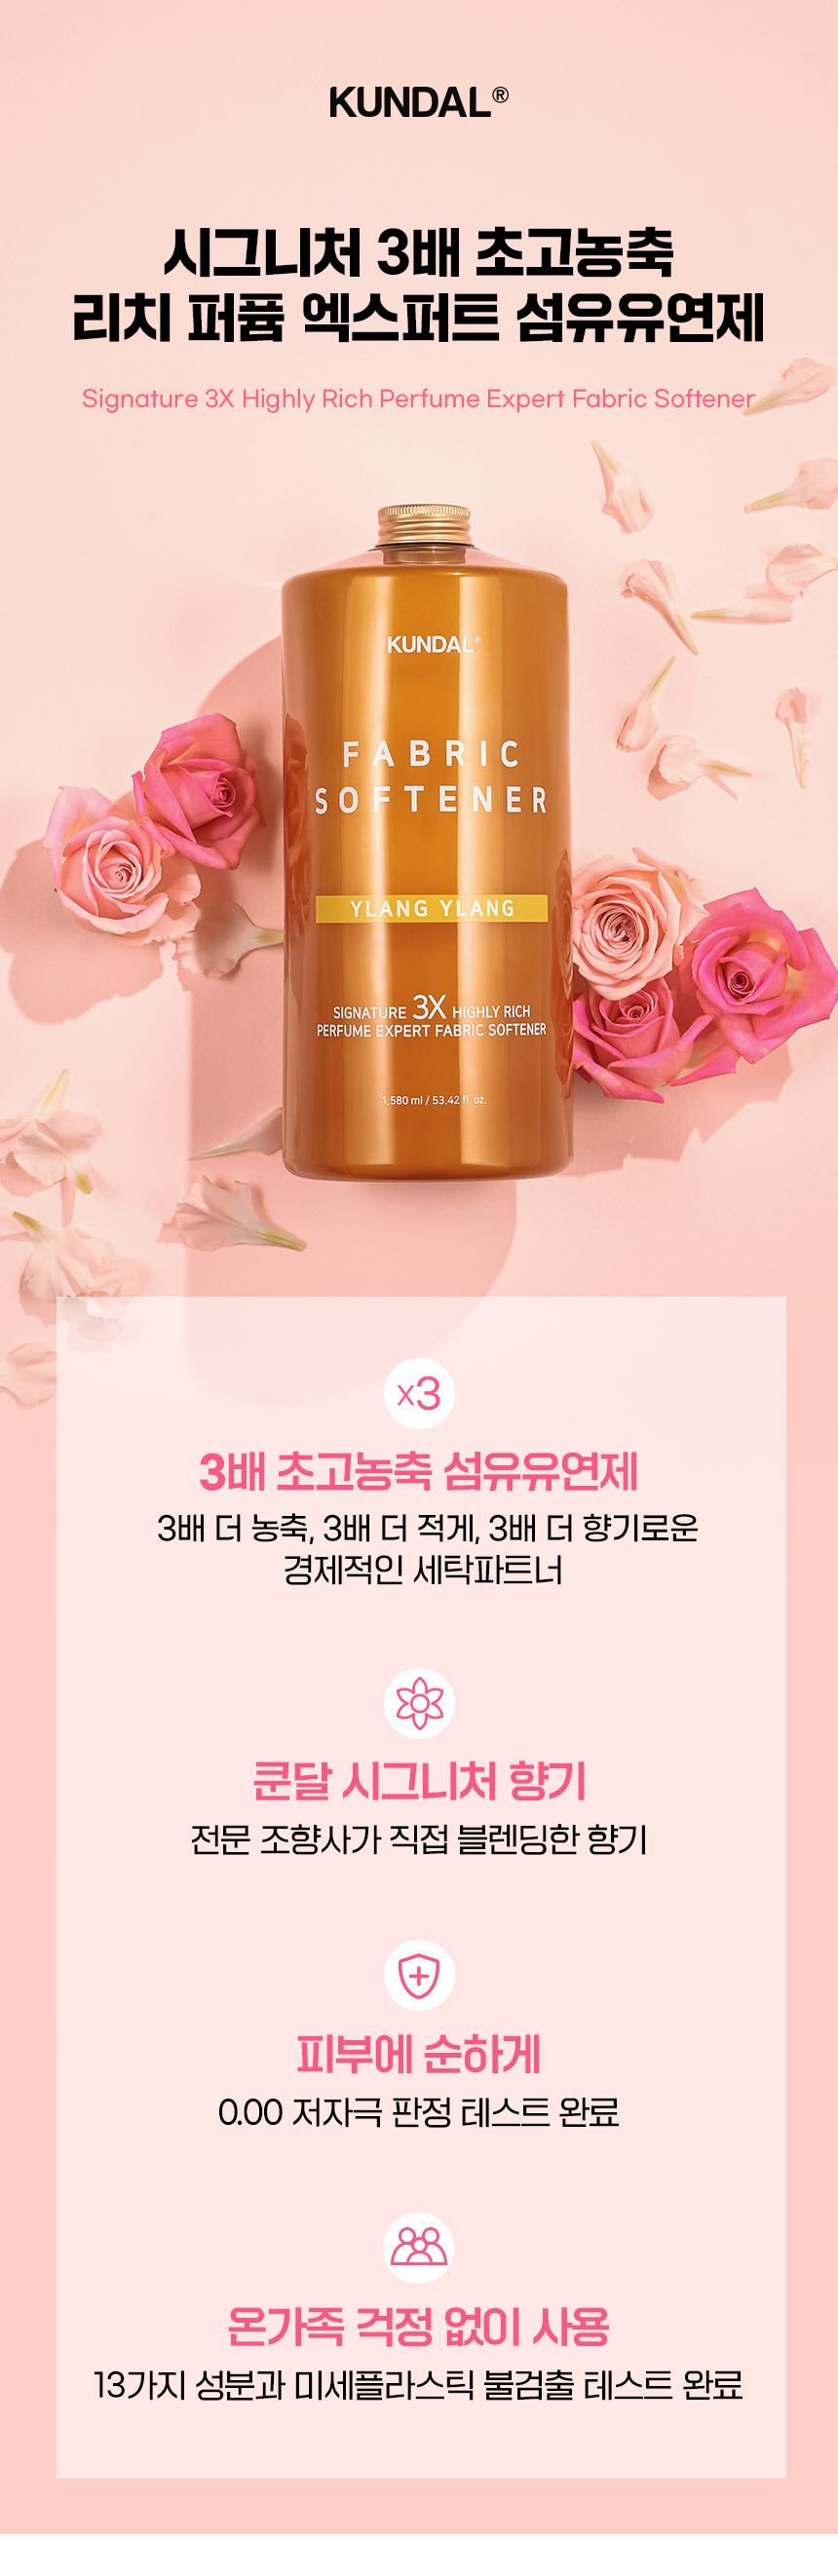 KUNDAL®
시그니처 3배 초고농축
리치 퍼퓸 엑스퍼트 섬유유연제
Signature 3X Highly Rich Perfume Expert Fabric Softener
KUNDAL®
FABRIC
SOFTENER
YLANG YLANG
SIGNATURE 3X HIGHLY RICH
PERFUME EXPERT FABRIC SOFTENER
1,580 ml / 53.42 fl. oz.
x3
3배 초고농축 섬유유연제
3배 더 농축, 3배 더 적게, 3배 더 향기로운
경제적인 세탁파트너
쿤달 시그니처 향기
전문 조향사가 직접 블렌딩한 향기
피부에 순하게
0.00 저자극 판정 테스트 완료
온가족 걱정 없이 사용
13가지 성분과 미세플라스틱 불검출 테스트 완료